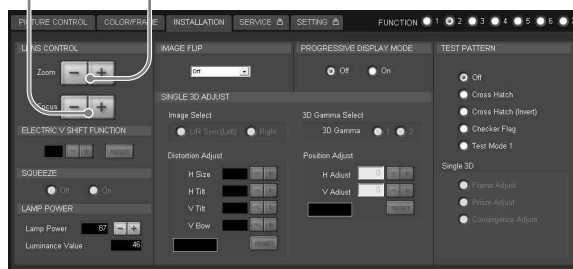 PICTURE CONTROL COLOR/FRAME INSTALLATION SERVICE SETTING FUNCTION 1 2 3 4 5 6 7
LENS CONTROL
Zoom - +
Focus - +
ELECTRIC V SHIFT FUNCTION
- + RESET
SQUEEZE
Off On
LAMP POWER
Lamp Power 87 - +
Luminance Value 46
IMAGE FLIP
Off
PROGRESSIVE DISPLAY MODE
Off On
SINGLE 3D ADJUST
Image Select
L/R Sync(Left) Right
3D Gamma Select
3D Gamma 1 2
Distortion Adjust
H Size - +
H Tilt - +
V Tilt - +
V Bow - +
RESET
Position Adjust
H Adjust 0 - +
V Adjust 0 - +
RESET
TEST PATTERN
Off
Cross Hatch
Cross Hatch (Invert)
Checker Flag
Test Mode 1
Single 3D
Frame Adjust
Prism Adjust
Convergence Adjust